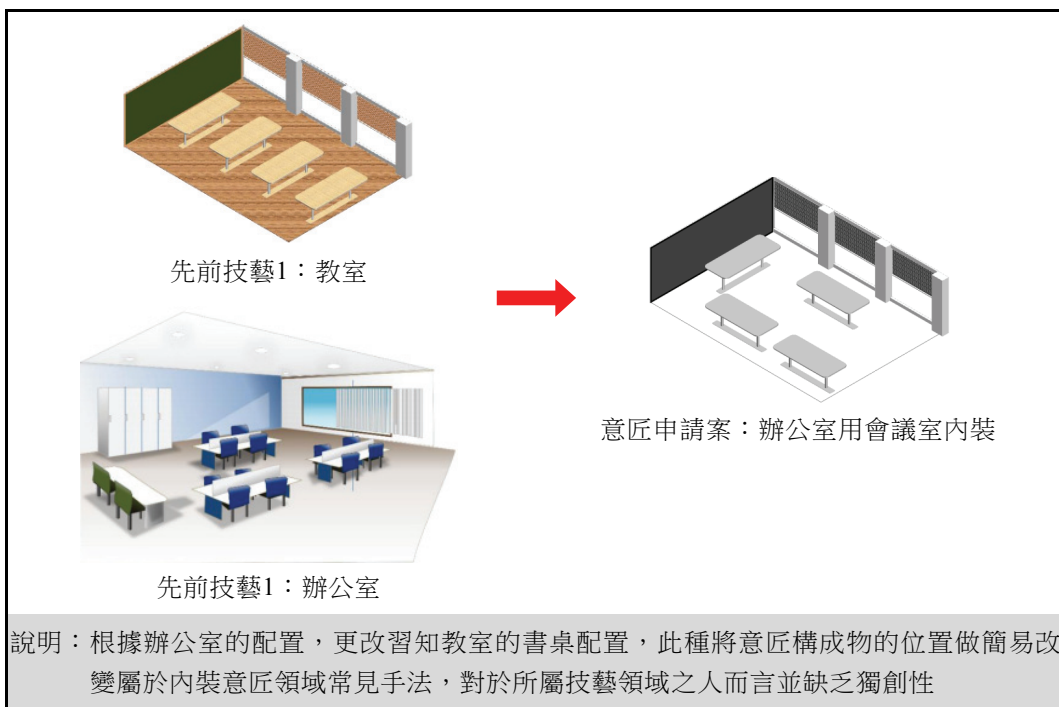 先前技藝1：教室
意匠申請案：辦公室用會議室內裝
先前技藝1：辦公室
說明：根據辦公室的配置，更改習知教室的書桌配置，此種將意匠構成物的位置做簡易改
變屬於內裝意匠領域常見手法，對於所屬技藝領域之人而言並缺乏獨創性